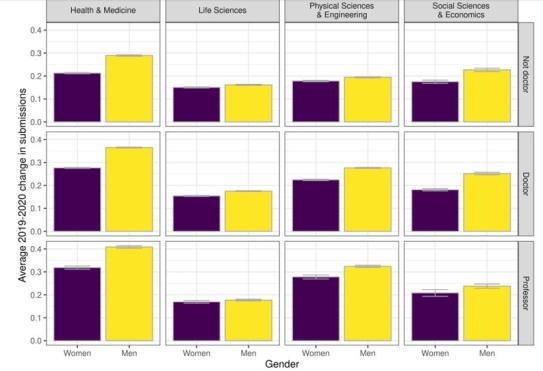 Health & Medicine
Life Sciences
Physical Sciences
& Engineering
Social Sciences
& Economics
Average 2019-2020 change in submissions
0.4
0.3
0.2
0.1
0.0
Not doctor
0.4
0.3
0.2
0.1
0.0
Doctor
0.4
0.3
0.2
0.1
0.0
Professor
Women
Men
Women
Men
Women
Men
Women
Men
Gender